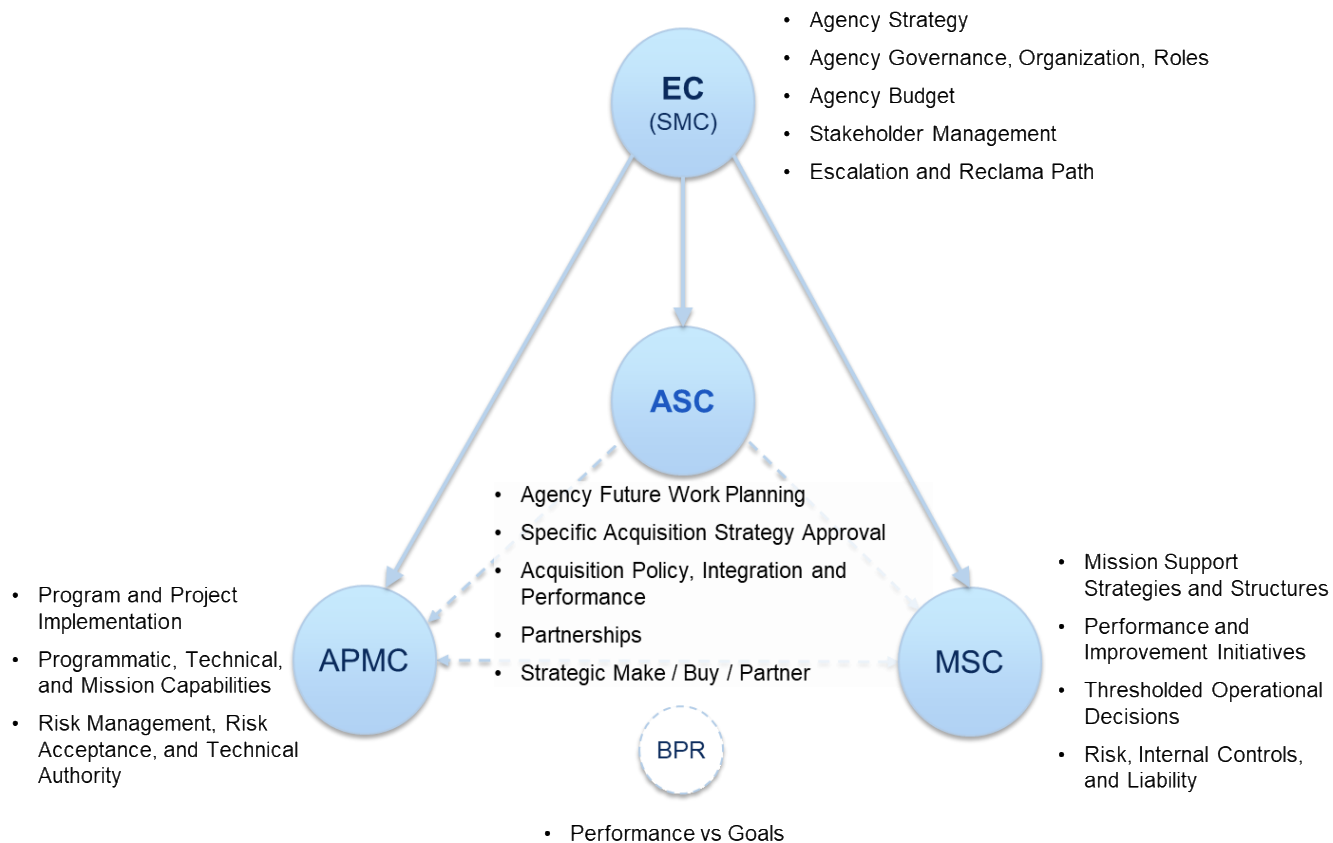 EC
(SMC)
• Agency Strategy
• Agency Governance, Organization, Roles
• Agency Budget
• Stakeholder Management
• Escalation and Reclama Path
ASC
• Agency Future Work Planning
• Specific Acquisition Strategy Approval
• Acquisition Policy, Integration and
Performance
• Partnerships
• Strategic Make / Buy / Partner
• Program and Project
Implementation
• Programmatic, Technical,
and Mission Capabilities
• Risk Management, Risk
Acceptance, and Technical
Authority
APMC
MSC
• Mission Support
Strategies and Structures
• Performance and
Improvement Initiatives
• Thresholded Operational
Decisions
• Risk, Internal Controls,
and Liability
BPR
• Performance vs Goals